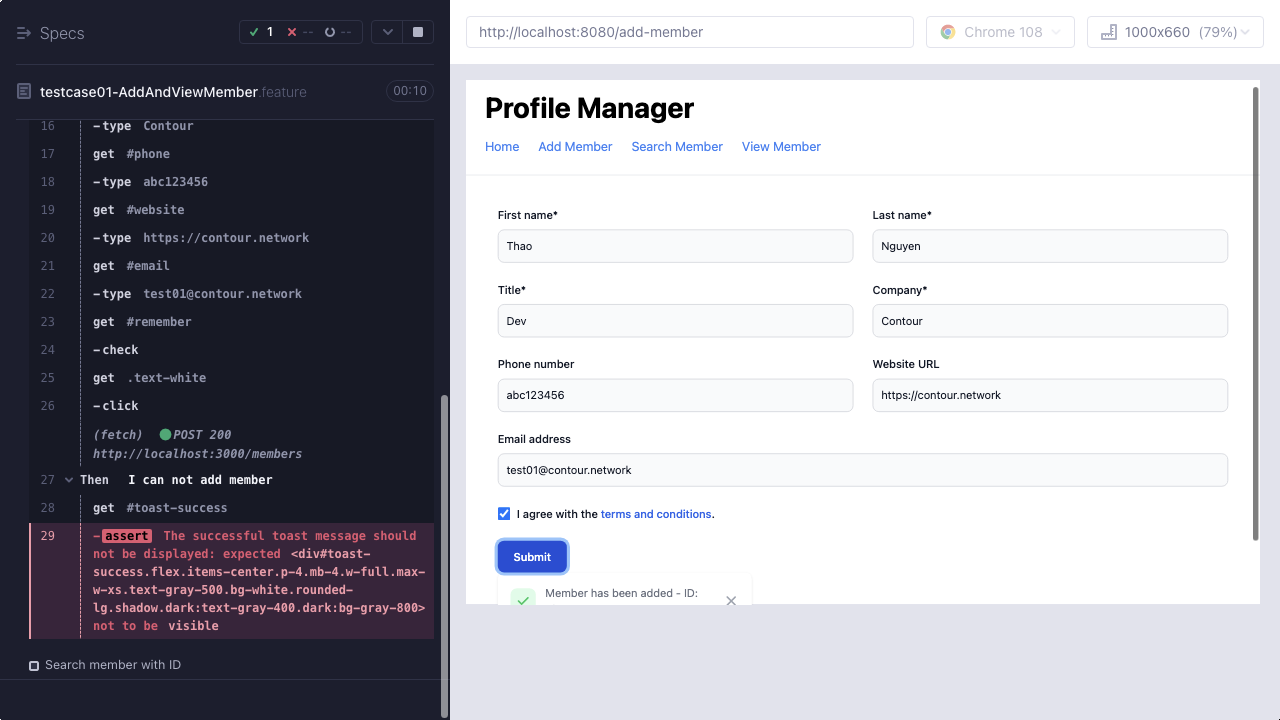 Specs
1
--
--
testcase01-AddAndViewMember.feature
00:10
16 -type Contour
17 get #phone
18 -type abc123456
19 get #website
20 -type https://contour.network
21 get #email
22 -type test01@contour.network
23 get #remember
24 -check
25 get .text-white
26 -click
(fetch) POST 200
http://localhost:3000/members
27 Then I can not add member
28 get #toast-success
29 -assert The successful toast message should
not be displayed: expected <div#toast-
success.flex.items-center.p-4.mb-4.w-full.max-
w-xs.text-gray-500.bg-white.rounded-
lg.shadow.dark:text-gray-400.dark:bg-gray-800>
not to be visible
Search member with ID
http://localhost:8080/add-member
Chrome 108
1000x660 (79%)
Profile Manager
Home Add Member Search Member View Member
First name* Last name*
Thao Nguyen
Title* Company*
Dev Contour
Phone number Website URL
abc123456 https://contour.network
Email address
test01@contour.network
I agree with the terms and conditions.
Submit
Member has been added - ID: